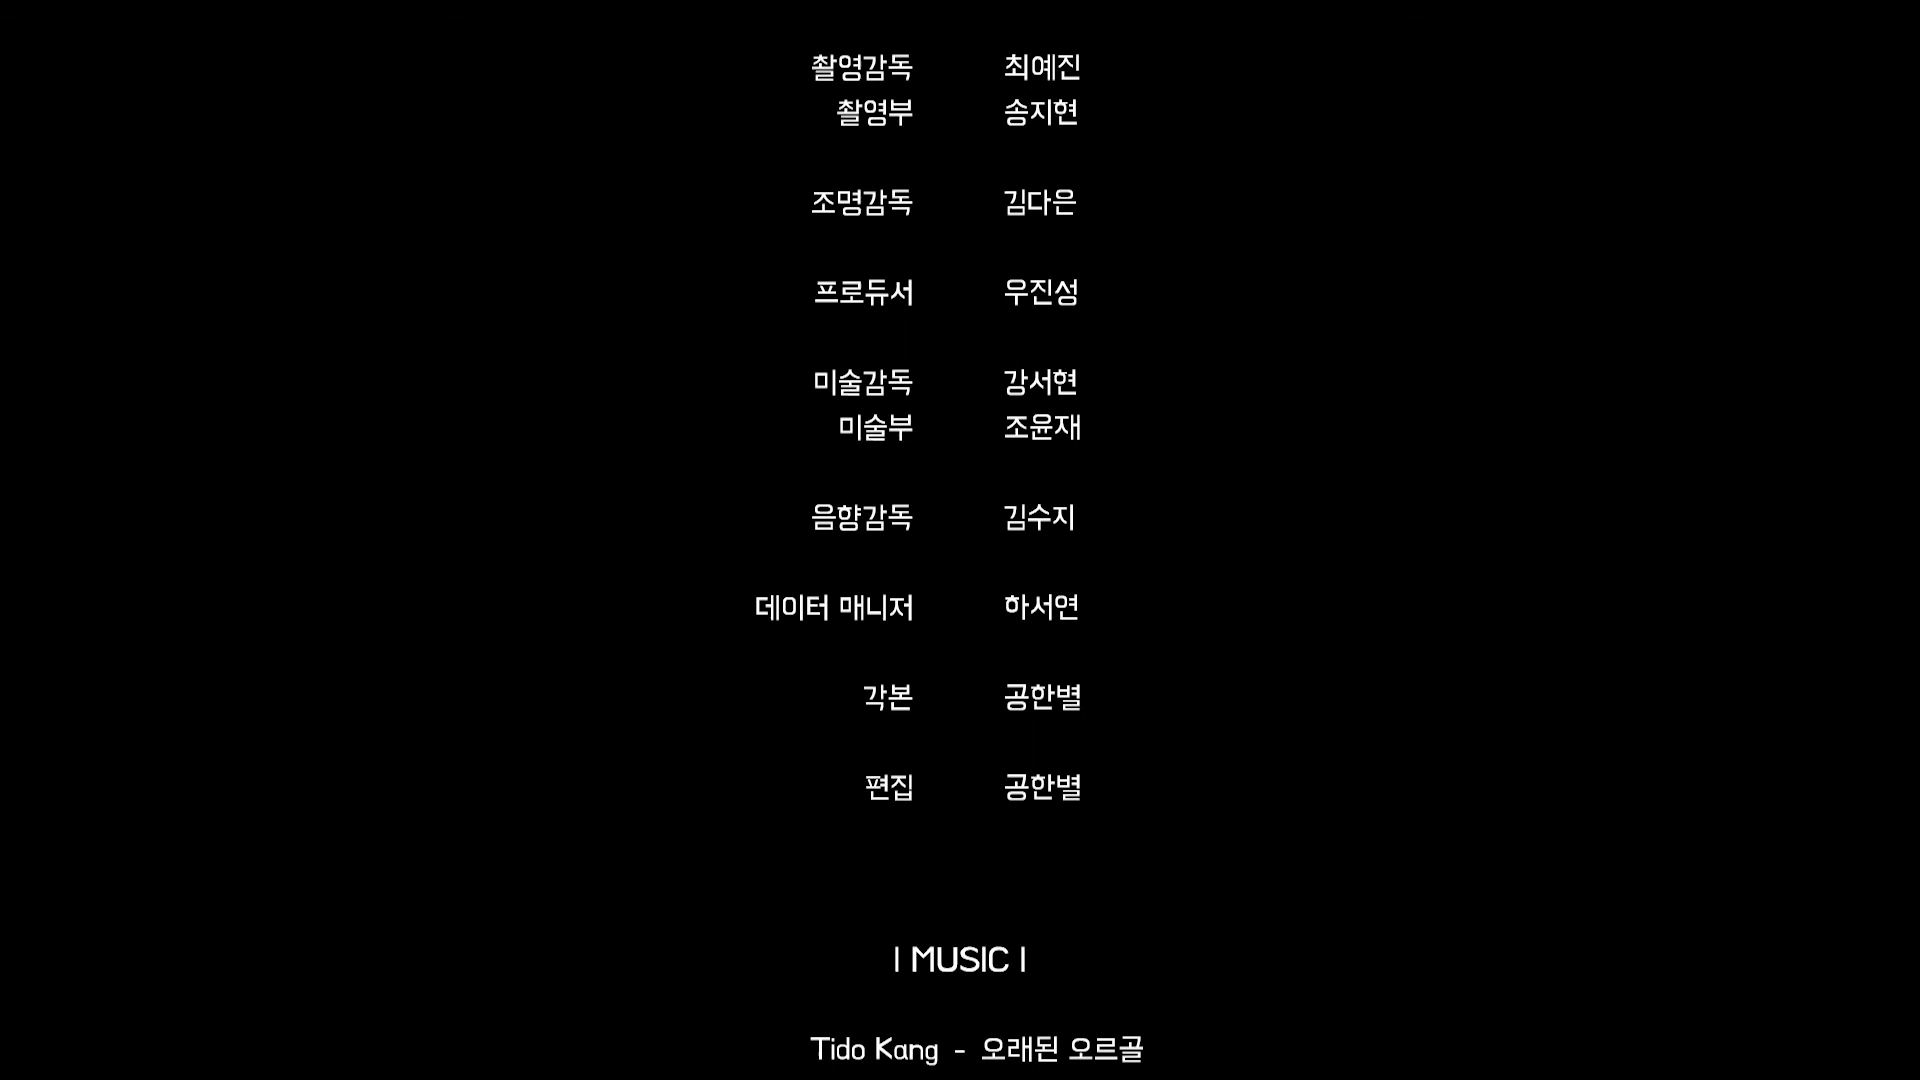 촬영감독 최예진
촬영부 송지현
조명감독 김다은
프로듀서 우진성
미술감독 강서현
미술부 조윤재
음향감독 김수지
데이터 매니저 하서연
각본 공한별
편집 공한별
| MUSIC |
Tido Kang - 오래된 오르골